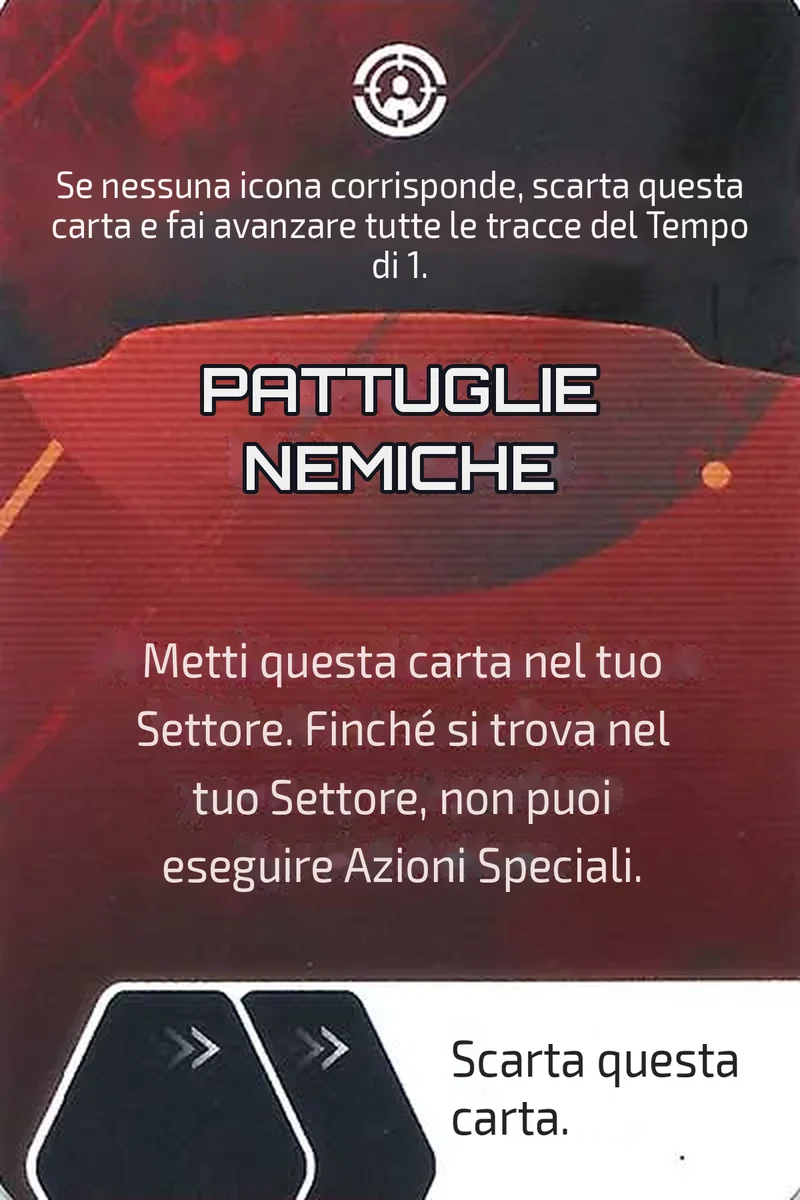 Se nessuna icona corrisponde, scarta questa
carta e fai avanzare tutte le tracce del Tempo
di 1.
PATTUGLIE
NEMICHE
Metti questa carta nel tuo
Settore. Finché si trova nel
tuo Settore, non puoi
eseguire Azioni Speciali.
Scarta questa
carta.